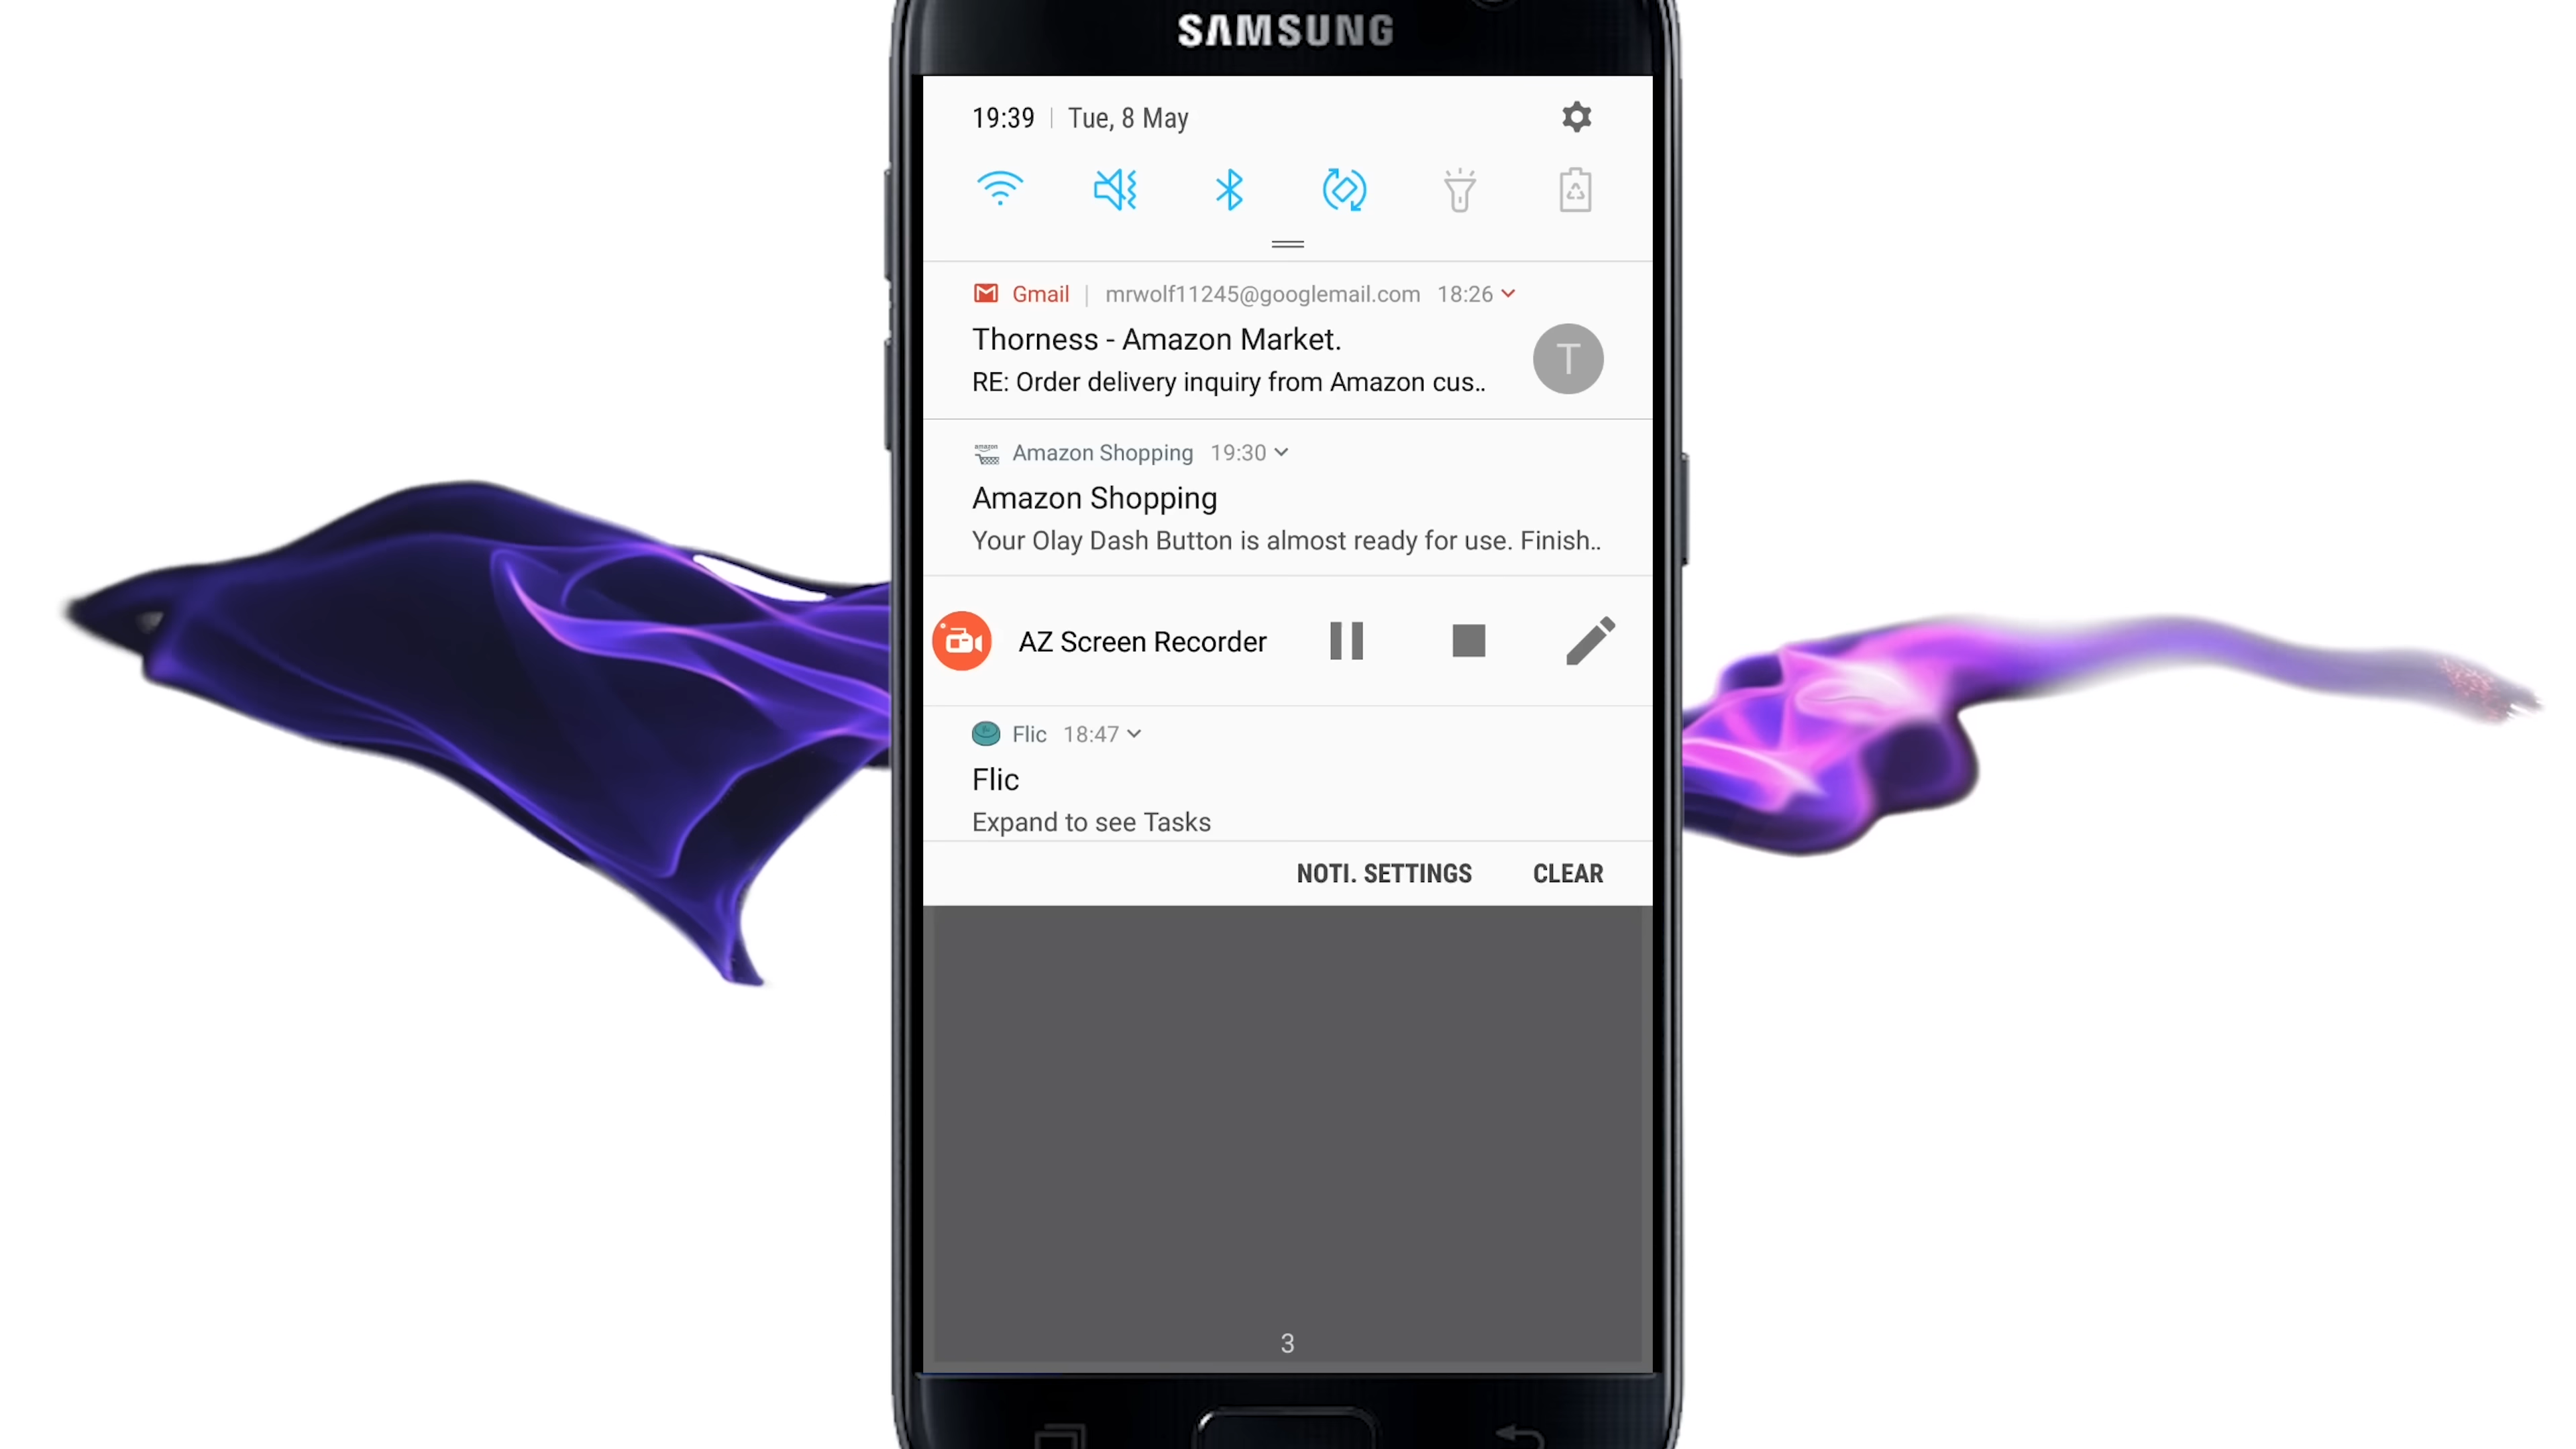 SAMSUNG
19:39 | Tue, 8 May
Gmail | mrwolf11245@googlemail.com 18:26
Thorness - Amazon Market.
RE: Order delivery inquiry from Amazon cus..
T
amazon
Amazon Shopping 19:30
Amazon Shopping
Your Olay Dash Button is almost ready for use. Finish..
AZ Screen Recorder
Flic 18:47
Flic
Expand to see Tasks
NOTI. SETTINGS CLEAR
3